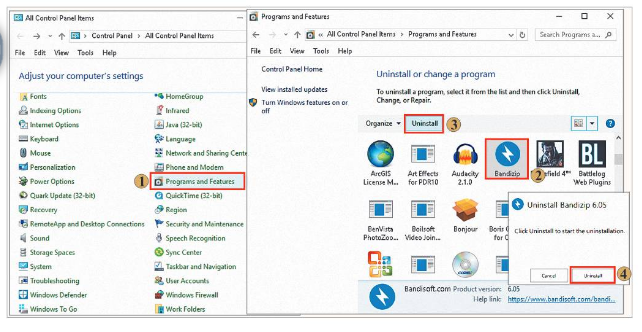 All Control Panel Items
Control Panel > All Control Panel Items
File Edit View Tools Help
Adjust your computer's settings
Fonts
Indexing Options
Internet Options
Keyboard
Mouse
Personalization
Power Options
Quark Update (32-bit)
Recovery
RemoteApp and Desktop Connections
Sound
Storage Spaces
System
Troubleshooting
Windows Defender
Windows To Go
HomeGroup
Infrared
Java (32-bit)
Language
Network and Sharing Cente
Phone and Modem
1
Programs and Features
QuickTime (32-bit)
Region
Security and Maintenance
Speech Recognition
Sync Center
Taskbar and Navigation
User Accounts
Windows Firewall
Work Folders
Programs and Features
« All Control Panel Items > Programs and Features
Search Programs a...
File Edit View Tools Help
Control Panel Home
View installed updates
Turn Windows features on or
off
Uninstall or change a program
To uninstall a program, select it from the list and then click Uninstall,
Change, or Repair.
Organize Uninstall 3
ArcGIS
License M...
Art Effects
for PDR10
Audacity
2.1.0
Bandizip
2
efield 4™
BL
Battlelog
Web Plugins
BenVista
PhotoZoo...
Boilsoft
Video Join...
Bonjour
Boris
for
Uninstall Bandizip 6.05
Click Uninstall to start the uninstallation.
Cancel Uninstall 4
Bandisoft.com Product version: 6.05
Help link: https://www.bandisoft.com/bandi